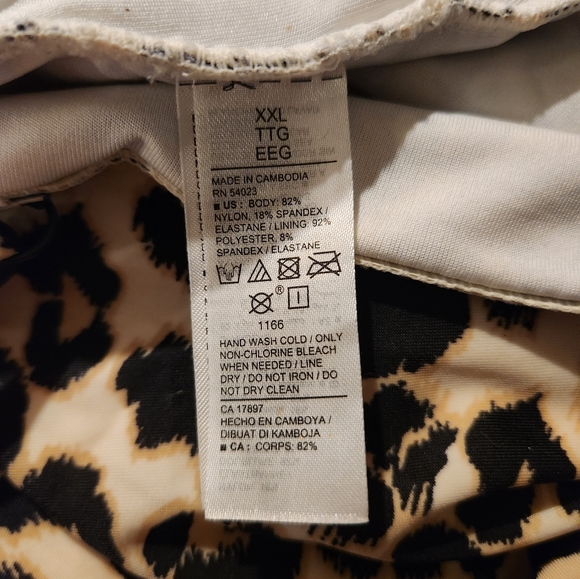 XXL
TTG
EEG
MADE IN CAMBODIA
RN 54023
■ US : BODY: 82%
NYLON, 18% SPANDEX /
ELASTANE / LINING: 92%
POLYESTER, 8%
SPANDEX / ELASTANE
®
1166
HAND WASH COLD / ONLY
NON-CHLORINE BLEACH
WHEN NEEDED / LINE
DRY / DO NOT IRON / DO
NOT DRY CLEAN
CA 17897
HECHO EN CAMBOYA /
DIBUAT DI KAMBOJA
■ CA : CORPS: 82%